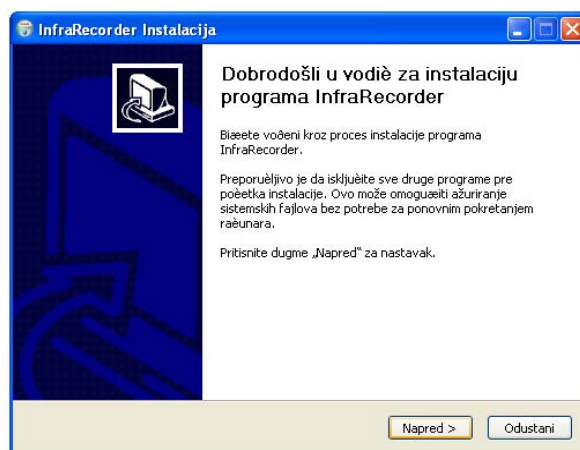 InfraRecorder Instalacija
Dobrodošli u vodiè za instalaciju
programa InfraRecorder
Biæete voðeni kroz proces instalacije programa
InfraRecorder.
Preporuèljivo je da iskljuèite sve druge programe pre
poèetka instalacije. Ovo može omoguæiti ažuriranje
sistemskih fajlova bez potrebe za ponovnim pokretanjem
raèunara.
Pritisnite dugme „Napred“ za nastavak.
Napred >
Odustani